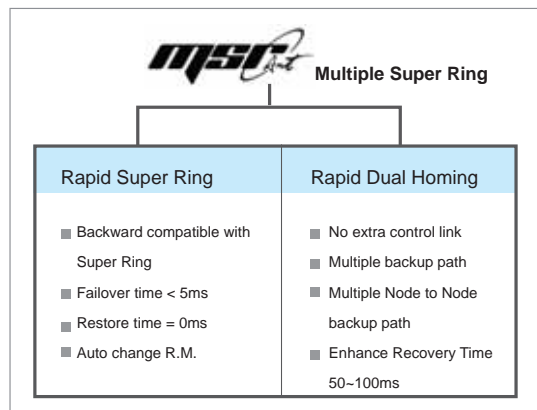 msr Ant Multiple Super Ring
Rapid Super Ring
Backward compatible with
Super Ring
Failover time < 5ms
Restore time = 0ms
Auto change R.M.
Rapid Dual Homing
No extra control link
Multiple backup path
Multiple Node to Node
backup path
Enhance Recovery Time
50~100ms